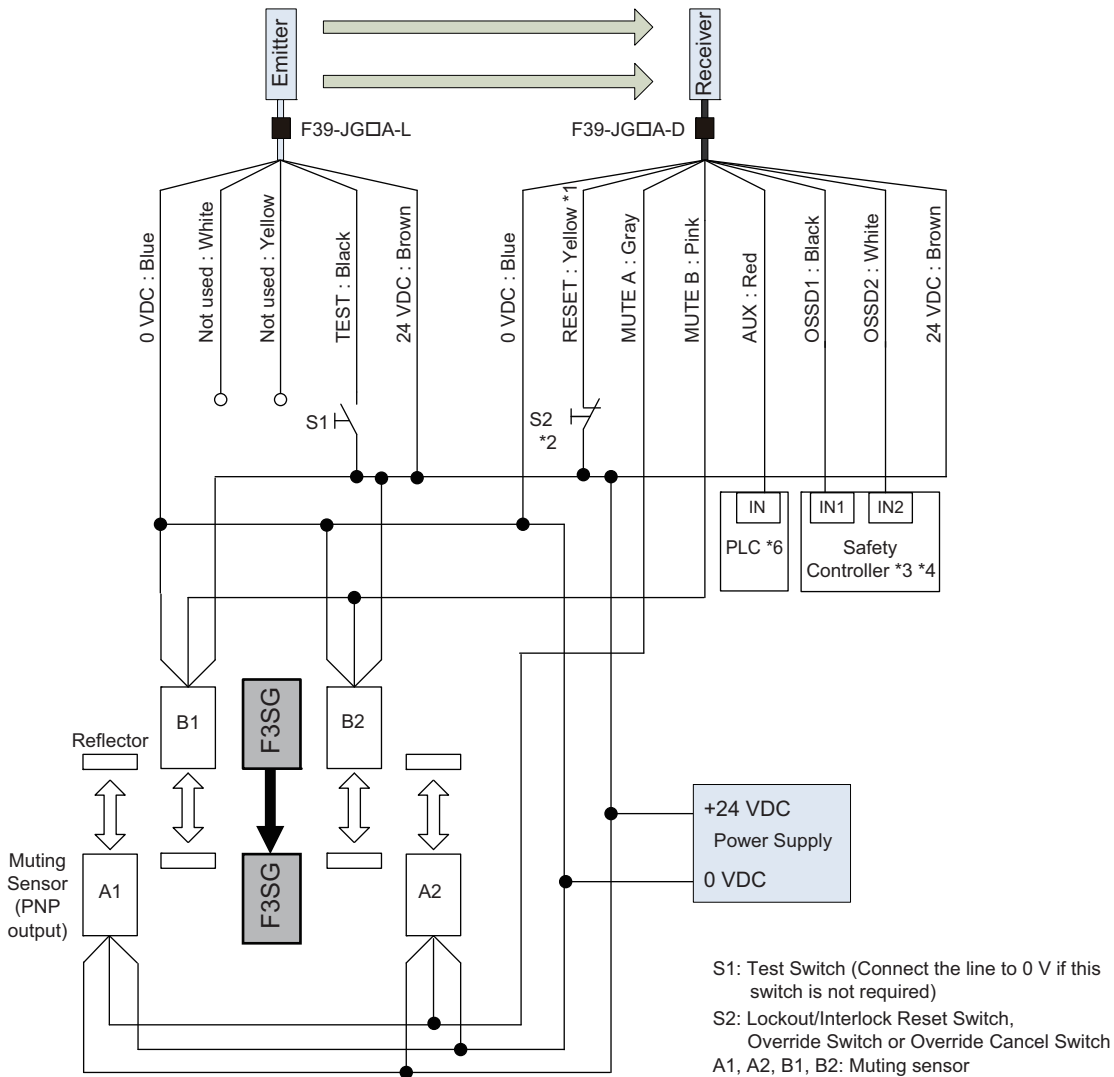 Emitter
Receiver
F39-JG□A-L
F39-JG□A-D
0 VDC : Blue
Not used : White
Not used : Yellow
TEST : Black
24 VDC : Brown
0 VDC : Blue
RESET : Yellow *1
MUTE A : Gray
MUTE B : Pink
AUX : Red
OSSD1 : Black
OSSD2 : White
24 VDC : Brown
S1
S2
*2
IN
PLC *6
IN1
IN2
Safety
Controller *3 *4
B1
F3SG
B2
Reflector
Muting
Sensor
(PNP
output)
A1
F3SG
A2
+24 VDC
Power Supply
0 VDC
S1: Test Switch (Connect the line to 0 V if this
switch is not required)
S2: Lockout/Interlock Reset Switch,
Override Switch or Override Cancel Switch
A1, A2, B1, B2: Muting sensor